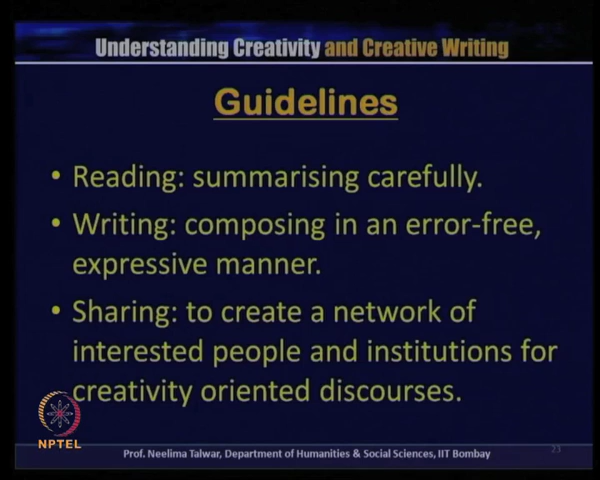 Understanding Creativity and Creative Writing
Guidelines
• Reading: summarising carefully.
• Writing: composing in an error-free,
expressive manner.
• Sharing: to create a network of
interested people and institutions for
creativity oriented discourses.
NPTEL
Prof. Neelima Talwar, Department of Humanities & Social Sciences, IIT Bombay
23